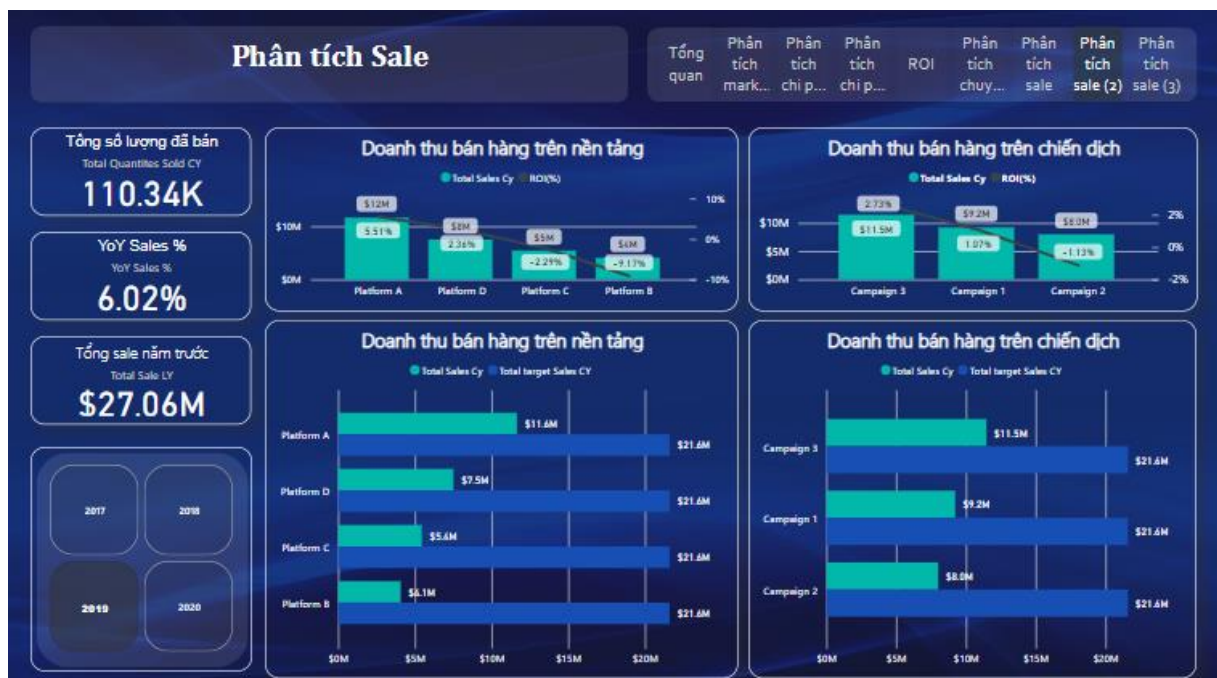 Phân tích Sale
Tổng quan
Phân tích mark...
Phân tích chi p...
Phân tích chi p...
ROI
Phân tích chuy...
Phân tích sale
Phân tích sale (2)
Phân tích sale (3)
Tổng số lượng đã bán
Total Quantites Sold CY
110.34K
YoY Sales %
YoY Sales %
6.02%
Tổng sale năm trước
Total Sale LY
$27.06M
2017
2018
2019
2020
Doanh thu bán hàng trên nền tảng
Total Sales Cy ROI(%)
$10M
$0M
10%
0%
-10%
$12M
$8M
$5M
$4M
5.51%
2.36%
-2.29%
-9.17%
Platform A Platform D Platform C Platform B
Doanh thu bán hàng trên chiến dịch
Total Sales Cy ROI(%)
$10M
$5M
$0M
2%
0%
-2%
2.73%
$9.2M
$8.0M
$11.5M
1.07%
-1.13%
Campaign 3 Campaign 1 Campaign 2
Doanh thu bán hàng trên nền tảng
Total Sales Cy Total target Sales CY
Platform A
$11.6M
$21.6M
Platform D
$7.5M
$21.6M
Platform C
$5.4M
$21.6M
Platform B
$4.1M
$21.6M
$0M $5M $10M $15M $20M
Doanh thu bán hàng trên chiến dịch
Total Sales Cy Total target Sales CY
Campaign 3
$11.5M
$21.6M
Campaign 1
$9.2M
$21.6M
Campaign 2
$8.0M
$21.6M
$0M $5M $10M $15M $20M